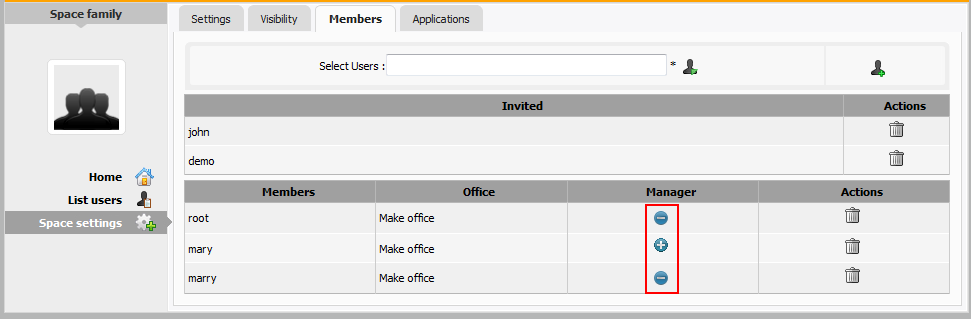 Space family
Settings Visibility Members Applications
Select Users : *
Invited Actions
john
demo
Home
List users
Space settings
Members Office Manager Actions
root Make office
mary Make office
marry Make office